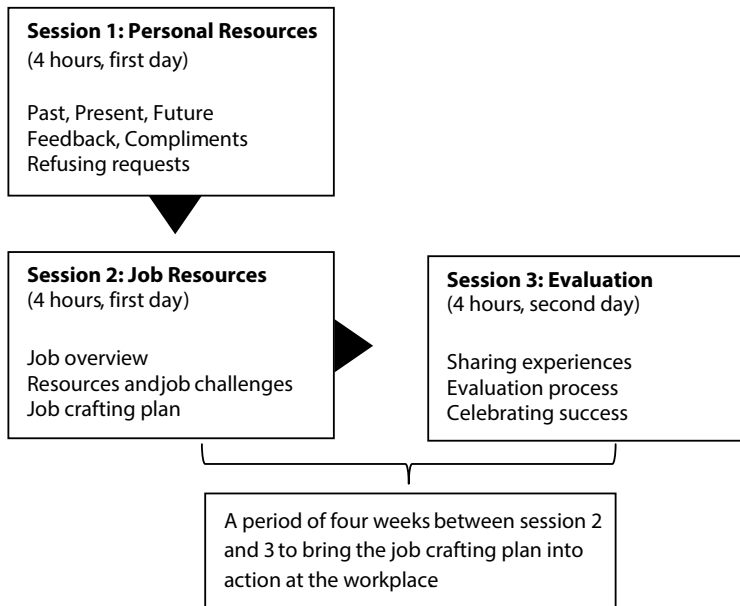 Session 1: Personal Resources
(4 hours, first day)
Past, Present, Future
Feedback, Compliments
Refusing requests
Session 2: Job Resources
(4 hours, first day)
Job overview
Resources andjob challenges
Job crafting plan
Session 3: Evaluation
(4 hours, second day)
Sharing experiences
Evaluation process
Celebrating success
A period of four weeks between session 2
and 3 to bring the job crafting plan into
action at the workplace